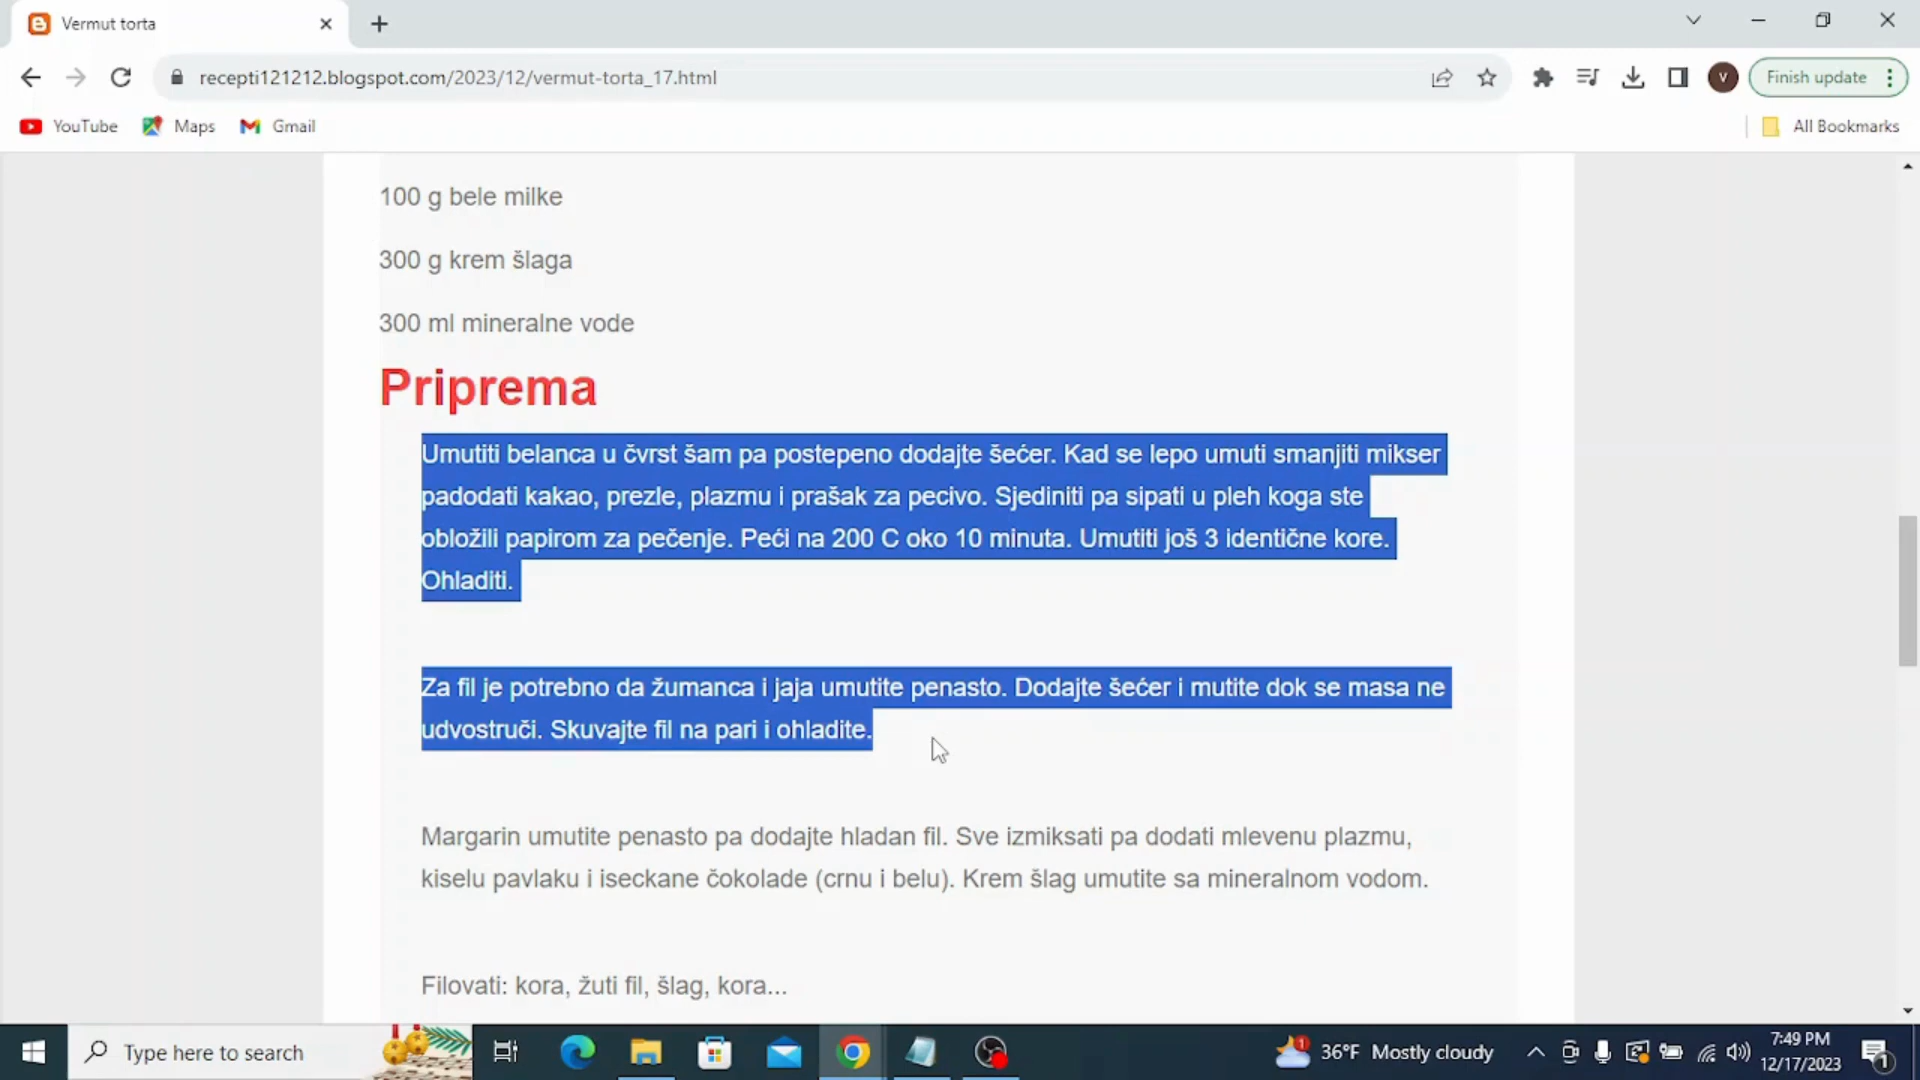 Vermut torta
recepti121212.blogspot.com/2023/12/vermut-torta_17.html
V
Finish update
YouTube
Maps
Gmail
All Bookmarks
100 g bele milke
300 g krem šlaga
300 ml mineralne vode
Priprema
Umutiti belanca u čvrst šam pa postepeno dodajte šećer. Kad se lepo umuti smanjiti mikser
padodati kakao, prezle, plazmu i prašak za pecivo. Sjediniti pa sipati u pleh koga ste
obložili papirom za pečenje. Peći na 200 C oko 10 minuta. Umutiti još 3 identične kore.
Ohladiti.
Za fil je potrebno da žumanca i jaja umutite penasto. Dodajte šećer i mutite dok se masa ne
udvostruči. Skuvajte fil na pari i ohladite.
Margarin umutite penasto pa dodajte hladan fil. Sve izmiksati pa dodati mlevenu plazmu,
kiselu pavlaku i iseckane čokolade (crnu i belu). Krem šlag umutite sa mineralnom vodom.
Filovati: kora, žuti fil, šlag, kora...
Type here to search
1
36°F Mostly cloudy
7:49 PM
12/17/2023
1